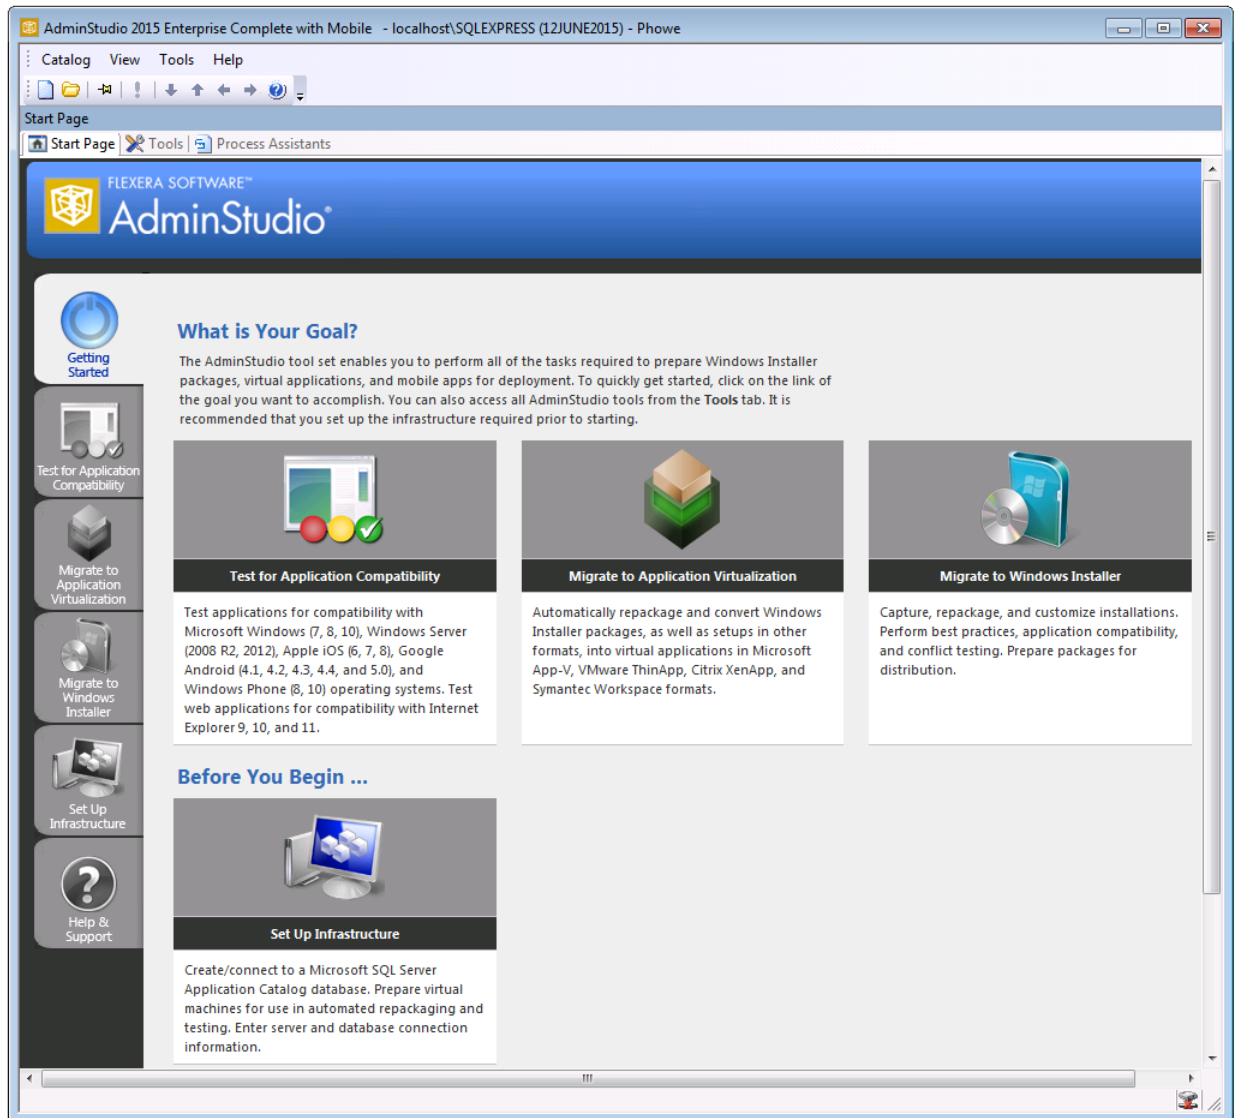 AdminStudio 2015 Enterprise Complete with Mobile - localhost\SQLEXPRESS (12JUNE2015) - Phowe
Catalog View Tools Help
Start Page
Start Page Tools Process Assistants
FLEXERA SOFTWARE™
AdminStudio®
Getting
Started
Test for Application
Compatibility
Migrate to
Application
Virtualization
Migrate to
Windows
Installer
Set Up
Infrastructure
Help &
Support
What is Your Goal?
The AdminStudio tool set enables you to perform all of the tasks required to prepare Windows Installer
packages, virtual applications, and mobile apps for deployment. To quickly get started, click on the link of
the goal you want to accomplish. You can also access all AdminStudio tools from the Tools tab. It is
recommended that you set up the infrastructure required prior to starting.
Test for Application Compatibility
Test applications for compatibility with
Microsoft Windows (7, 8, 10), Windows Server
(2008 R2, 2012), Apple iOS (6, 7, 8), Google
Android (4.1, 4.2, 4.3, 4.4, and 5.0), and
Windows Phone (8, 10) operating systems. Test
web applications for compatibility with Internet
Explorer 9, 10, and 11.
Migrate to Application Virtualization
Automatically repackage and convert Windows
Installer packages, as well as setups in other
formats, into virtual applications in Microsoft
App-V, VMware ThinApp, Citrix XenApp, and
Symantec Workspace formats.
Migrate to Windows Installer
Capture, repackage, and customize installations.
Perform best practices, application compatibility,
and conflict testing. Prepare packages for
distribution.
Before You Begin ...
Set Up Infrastructure
Create/connect to a Microsoft SQL Server
Application Catalog database. Prepare virtual
machines for use in automated repackaging and
testing. Enter server and database connection
information.